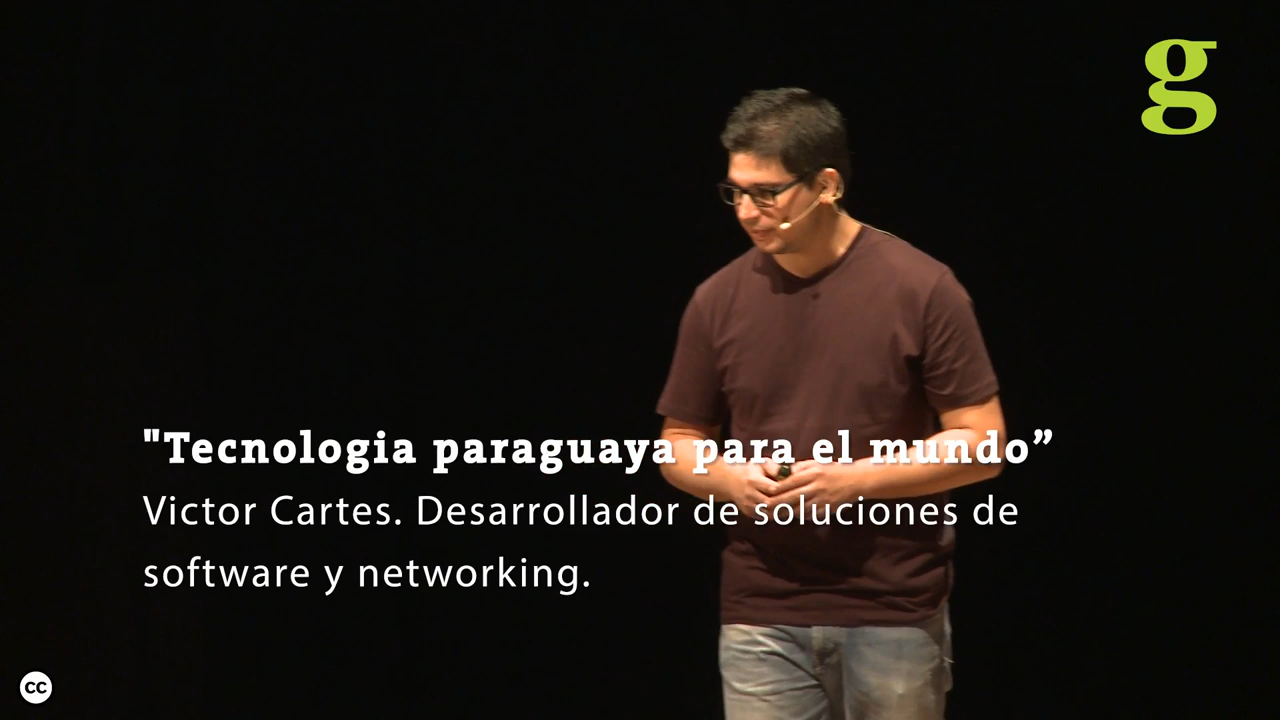 g
"Tecnologia paraguaya para el mundo”
Victor Cartes. Desarrollador de soluciones de
software y networking.
cc